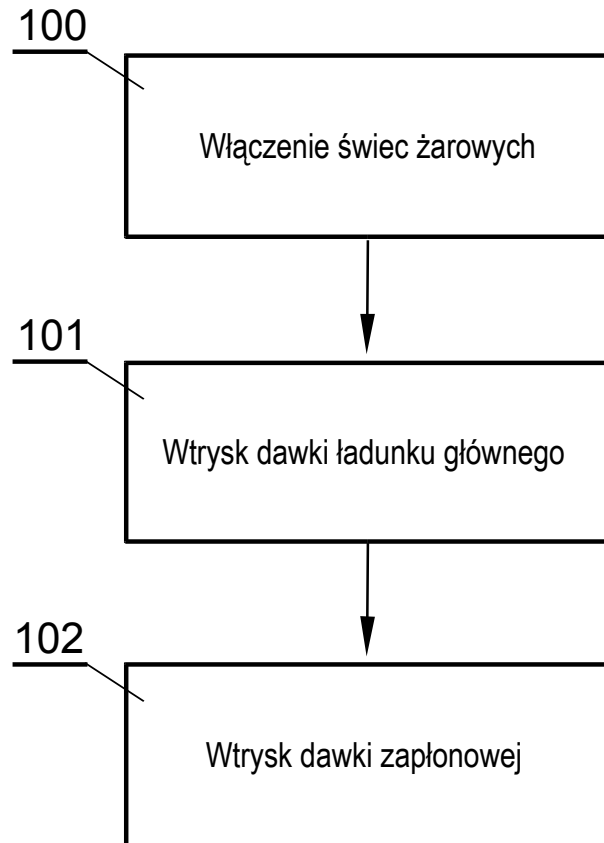 100
Włączenie świec żarowych
101
Wtrysk dawki ładunku głównego
102
Wtrysk dawki zapłonowej